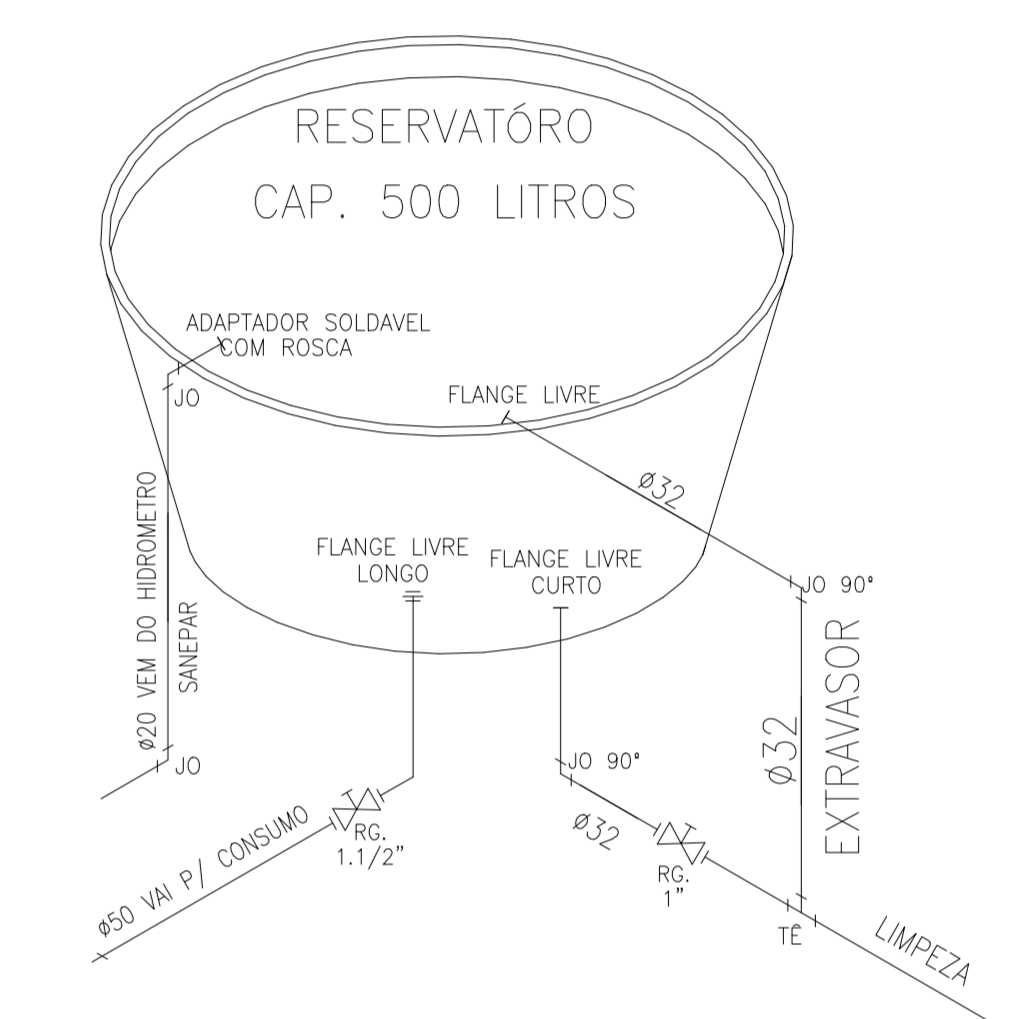 RESERVATÓRO
CAP. 500 LITROS
ADAPTADOR SOLDAVEL
COM ROSCA
JO
FLANGE LIVRE
ø32
ø20 VEM DO HIDROMETRO
SANEPAR
FLANGE LIVRE
LONGO
FLANGE LIVRE
CURTO
JO 90°
EXTRAVASOR
ø32
JO
JO 90°
ø50 VAI P/ CONSUMO
RG.
1.1/2"
ø32
RG.
1"
TÊ
LIMPEZA